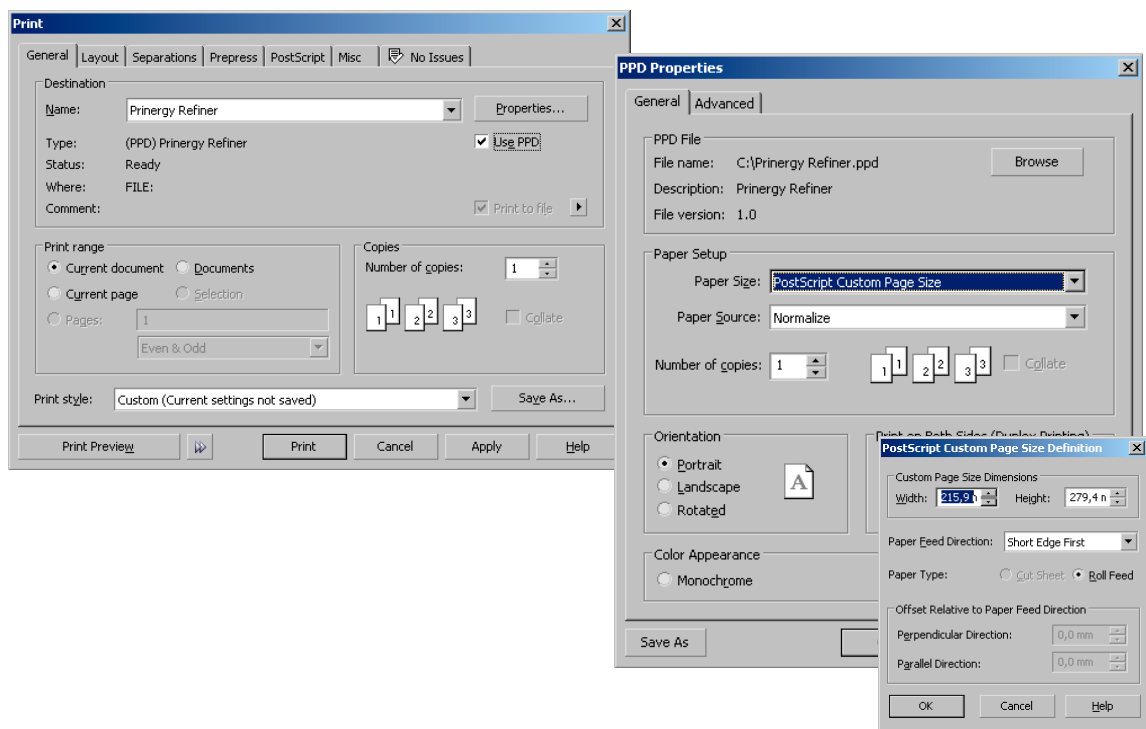 Print
General Layout Separations Prepress PostScript Misc No Issues
Destination
Name: Prinergy Refiner Properties...
Type: (PPD) Prinergy Refiner Use PPD
Status: Ready
Where: FILE:
Comment: Print to file
Print range
Current document Documents
Current page Selection
Pages: 1
Even & Odd
Copies
Number of copies: 1
1 1 2 2 3 3 Collate
Print style: Custom (Current settings not saved) Save As...
Print Preview Print Cancel Apply Help
PPD Properties
General Advanced
PPD File
File name: C:\Prinergy Refiner.ppd Browse
Description: Prinergy Refiner
File version: 1.0
Paper Setup
Paper Size: PostScript Custom Page Size
Paper Source: Normalize
Number of copies: 1 1 1 2 2 3 3 Collate
Orientation
Portrait
A
Landscape
Rotated
Print on Both Sides (Duplex Printing)
Color Appearance
Monochrome
Save As
PostScript Custom Page Size Definition
Custom Page Size Dimensions
Width: 215,9 Height: 279,4
Paper Feed Direction: Short Edge First
Paper Type: Cut Sheet Roll Feed
Offset Relative to Paper Feed Direction
Perpendicular Direction: 0,0 mm
Parallel Direction: 0,0 mm
OK Cancel Help